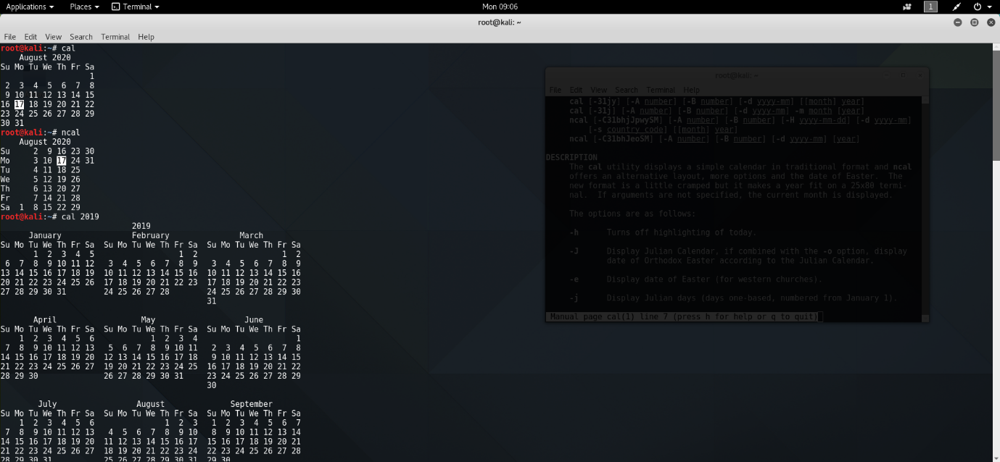 Applications Places Terminal Mon 09:06 1
root@kali: ~
File Edit View Search Terminal Help
root@kali:~# cal
    August 2020
Su Mo Tu We Th Fr Sa
                   1
 2  3  4  5  6  7  8
 9 10 11 12 13 14 15
16 17 18 19 20 21 22
23 24 25 26 27 28 29
30 31
root@kali:~# ncal
    August 2020
Su     2  9 16 23 30
Mo     3 10 17 24 31
Tu     4 11 18 25
We     5 12 19 26
Th     6 13 20 27
Fr     7 14 21 28
Sa  1  8 15 22 29
root@kali:~# cal 2019
                            2019
      January               February               March
Su Mo Tu We Th Fr Sa  Su Mo Tu We Th Fr Sa  Su Mo Tu We Th Fr Sa
       1  2  3  4  5                  1  2                  1  2
 6  7  8  9 10 11 12   3  4  5  6  7  8  9   3  4  5  6  7  8  9
13 14 15 16 17 18 19  10 11 12 13 14 15 16  10 11 12 13 14 15 16
20 21 22 23 24 25 26  17 18 19 20 21 22 23  17 18 19 20 21 22 23
27 28 29 30 31        24 25 26 27 28        24 25 26 27 28 29 30
                                            31
       April                  May                   June
Su Mo Tu We Th Fr Sa  Su Mo Tu We Th Fr Sa  Su Mo Tu We Th Fr Sa
    1  2  3  4  5  6            1  2  3  4                     1
 7  8  9 10 11 12 13   5  6  7  8  9 10 11   2  3  4  5  6  7  8
14 15 16 17 18 19 20  12 13 14 15 16 17 18   9 10 11 12 13 14 15
21 22 23 24 25 26 27  19 20 21 22 23 24 25  16 17 18 19 20 21 22
28 29 30              26 27 28 29 30 31     23 24 25 26 27 28 29
                                            30
        July                 August              September
Su Mo Tu We Th Fr Sa  Su Mo Tu We Th Fr Sa  Su Mo Tu We Th Fr Sa
    1  2  3  4  5  6               1  2  3   1  2  3  4  5  6  7
 7  8  9 10 11 12 13   4  5  6  7  8  9 10   8  9 10 11 12 13 14
14 15 16 17 18 19 20  11 12 13 14 15 16 17  15 16 17 18 19 20 21
21 22 23 24 25 26 27  18 19 20 21 22 23 24  22 23 24 25 26 27 28
28 29 30 31           25 26 27 28 29 30 31  29 30
root@kali: ~
File Edit View Search Terminal Help
cal [-31jy] [-A number] [-B number] [-d yyyy-mm] [[month] year]
cal [-31j] [-A number] [-B number] [-d yyyy-mm] -m month [year]
ncal [-C31bhjJpwySM] [-A number] [-B number] [-H yyyy-mm-dd] [-d yyyy-mm]
[-s country_code] [[month] year]
ncal [-C31bhJeoSM] [-A number] [-B number] [-d yyyy-mm] [year]
DESCRIPTION
The cal utility displays a simple calendar in traditional format and ncal
offers an alternative layout, more options and the date of Easter.  The
new format is a little cramped but it makes a year fit on a 25x80 termi-
nal.  If arguments are not specified, the current month is displayed.
The options are as follows:
-h      Turns off highlighting of today.
-J      Display Julian Calendar, if combined with the -o option, display
date of Orthodox Easter according to the Julian Calendar.
-e      Display date of Easter (for western churches).
-j      Display Julian days (days one-based, numbered from January 1).
Manual page cal(1) line 7 (press h for help or q to quit)